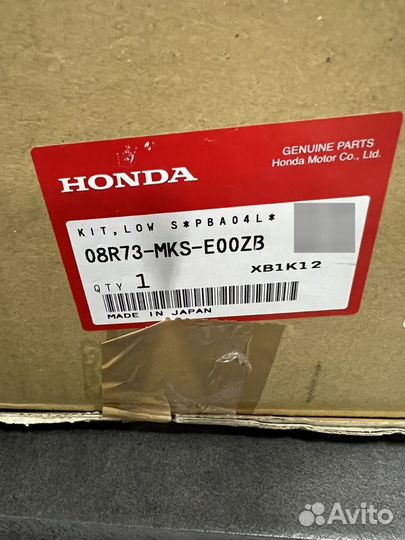 GENUINE PARTS
Honda Motor Co., Ltd.
HONDA
KIT,LOW S*PBA04L*
08R73-MKS-E00ZB
XB1K12
QTY 1
MADE IN JAPAN
Avito